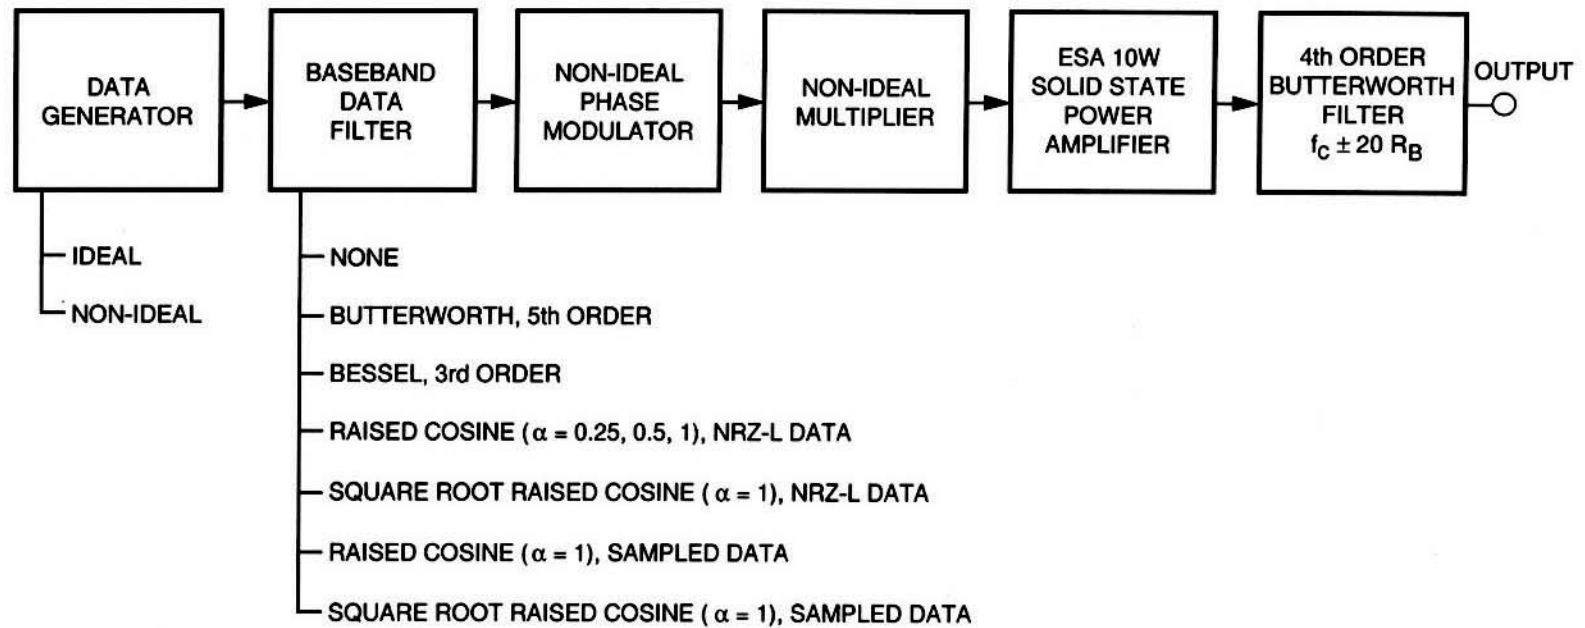 DATA
GENERATOR
BASEBAND
DATA
FILTER
NON-IDEAL
PHASE
MODULATOR
NON-IDEAL
MULTIPLIER
ESA 10W
SOLID STATE
POWER
AMPLIFIER
4th ORDER
BUTTERWORTH
FILTER
fC ± 20 RB
OUTPUT
IDEAL
NON-IDEAL
NONE
BUTTERWORTH, 5th ORDER
BESSEL, 3rd ORDER
RAISED COSINE (α = 0.25, 0.5, 1), NRZ-L DATA
SQUARE ROOT RAISED COSINE ( α = 1), NRZ-L DATA
RAISED COSINE (α = 1), SAMPLED DATA
SQUARE ROOT RAISED COSINE ( α = 1), SAMPLED DATA